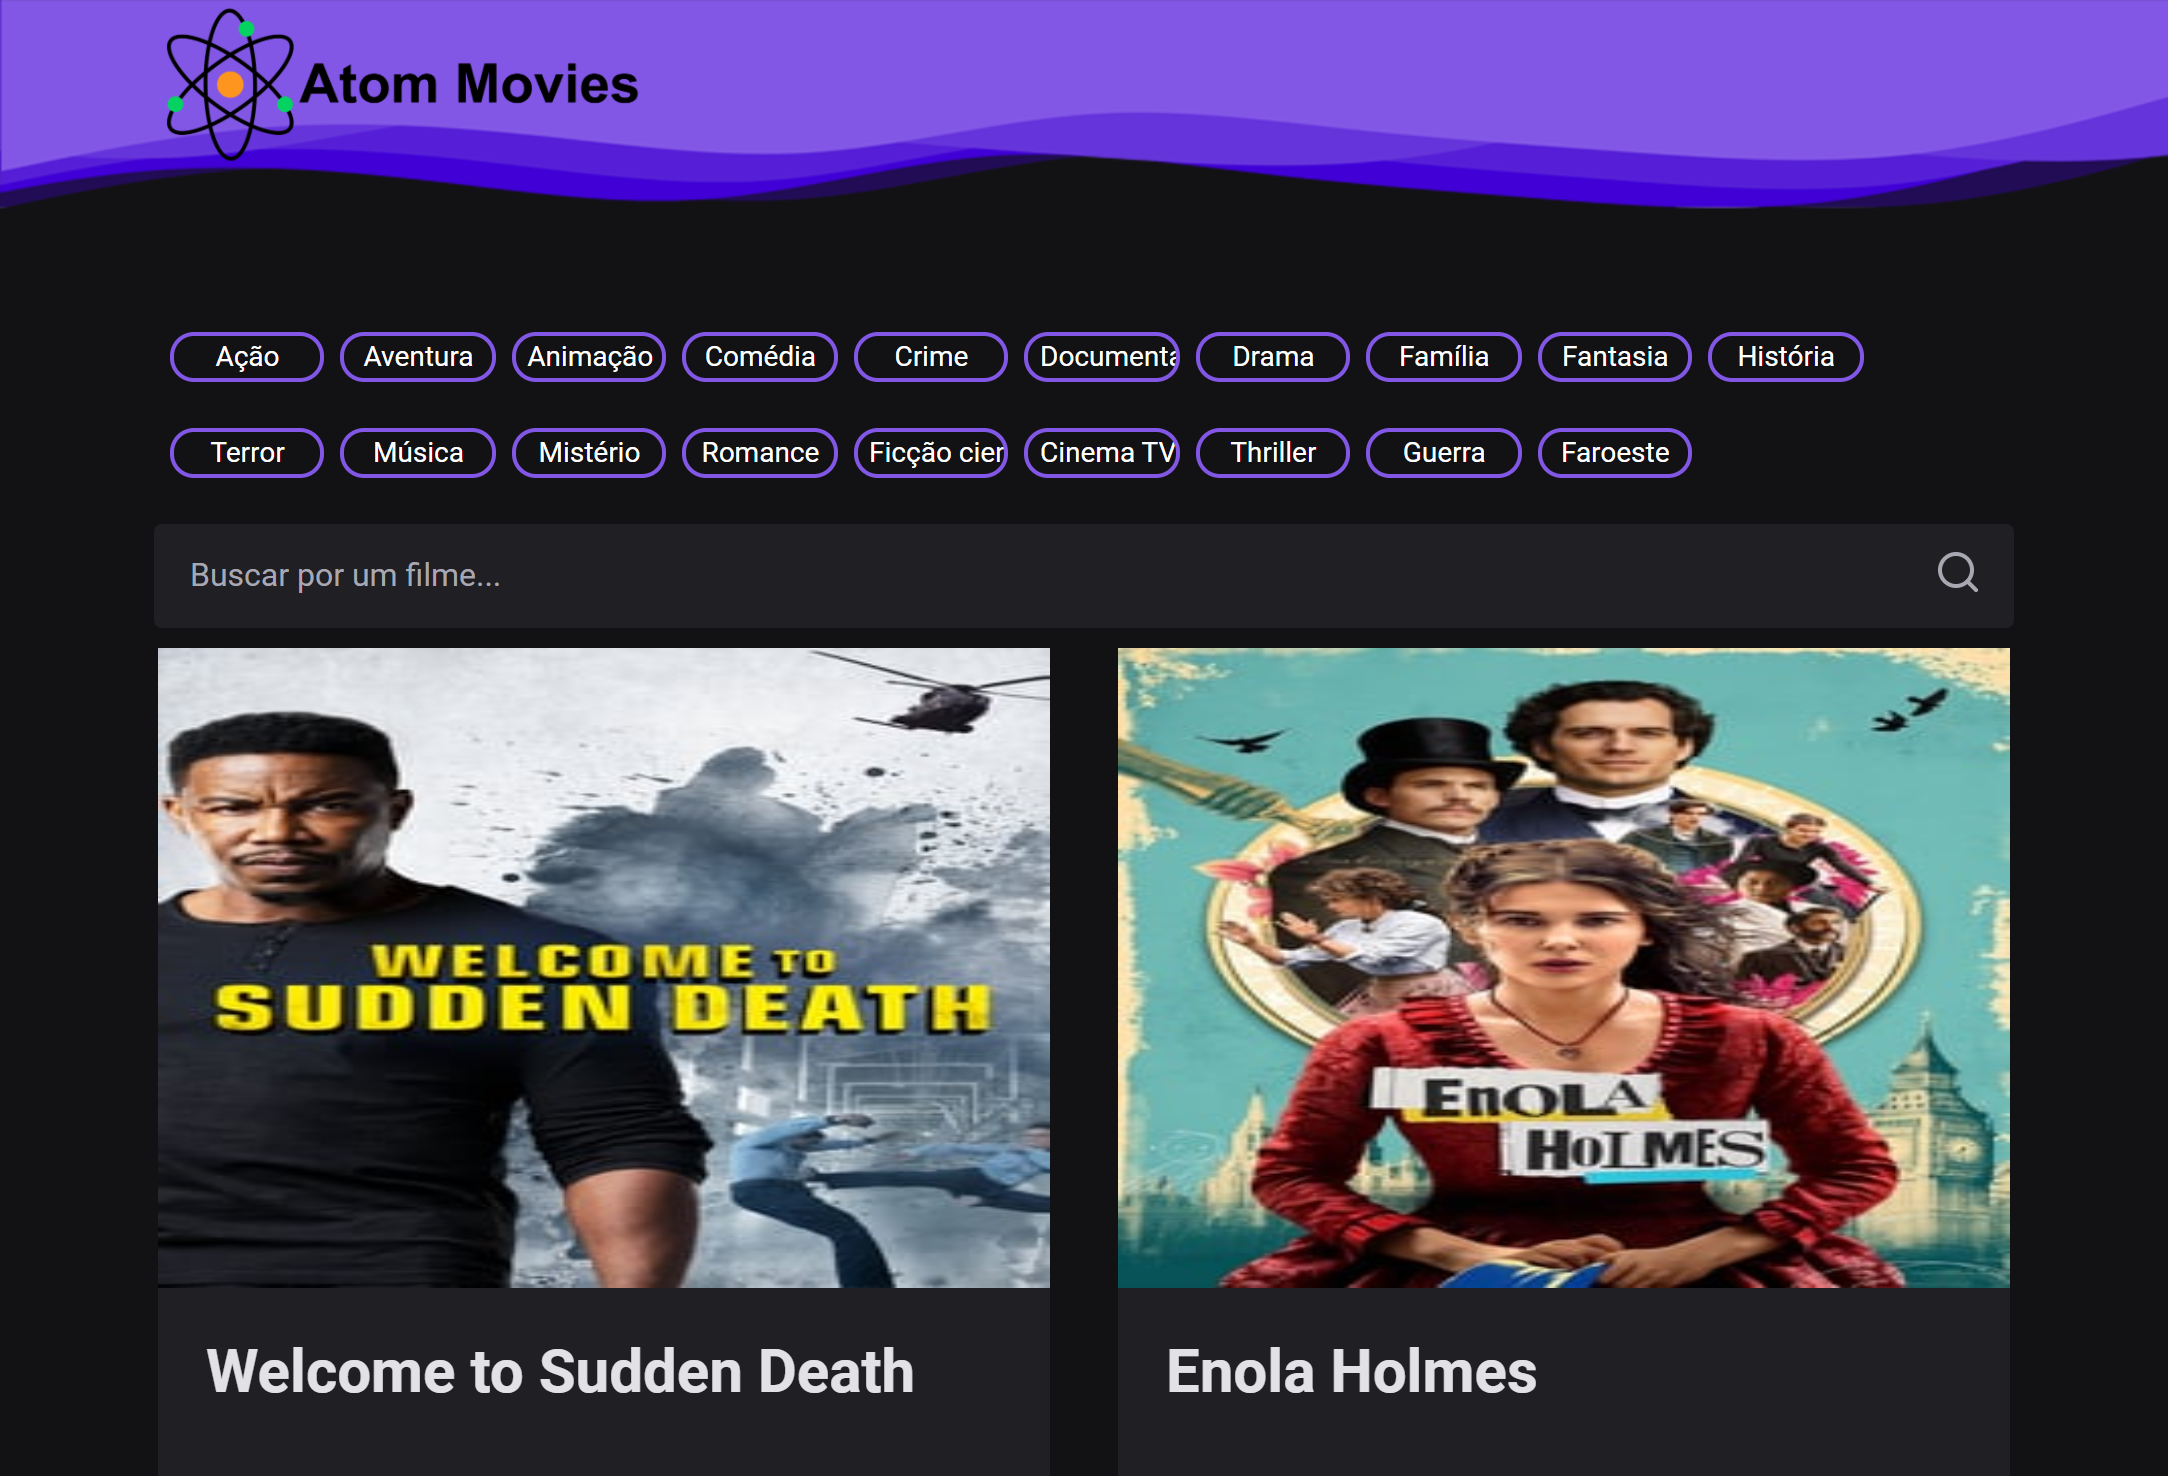 Atom Movies
Ação Aventura Animação Comédia Crime Documenta Drama Família Fantasia História
Terror Música Mistério Romance Ficção cier Cinema TV Thriller Guerra Faroeste
Buscar por um filme...
WELCOME TO
SUDDEN DEATH
ENOLA
HOLMES
Welcome to Sudden Death
Enola Holmes